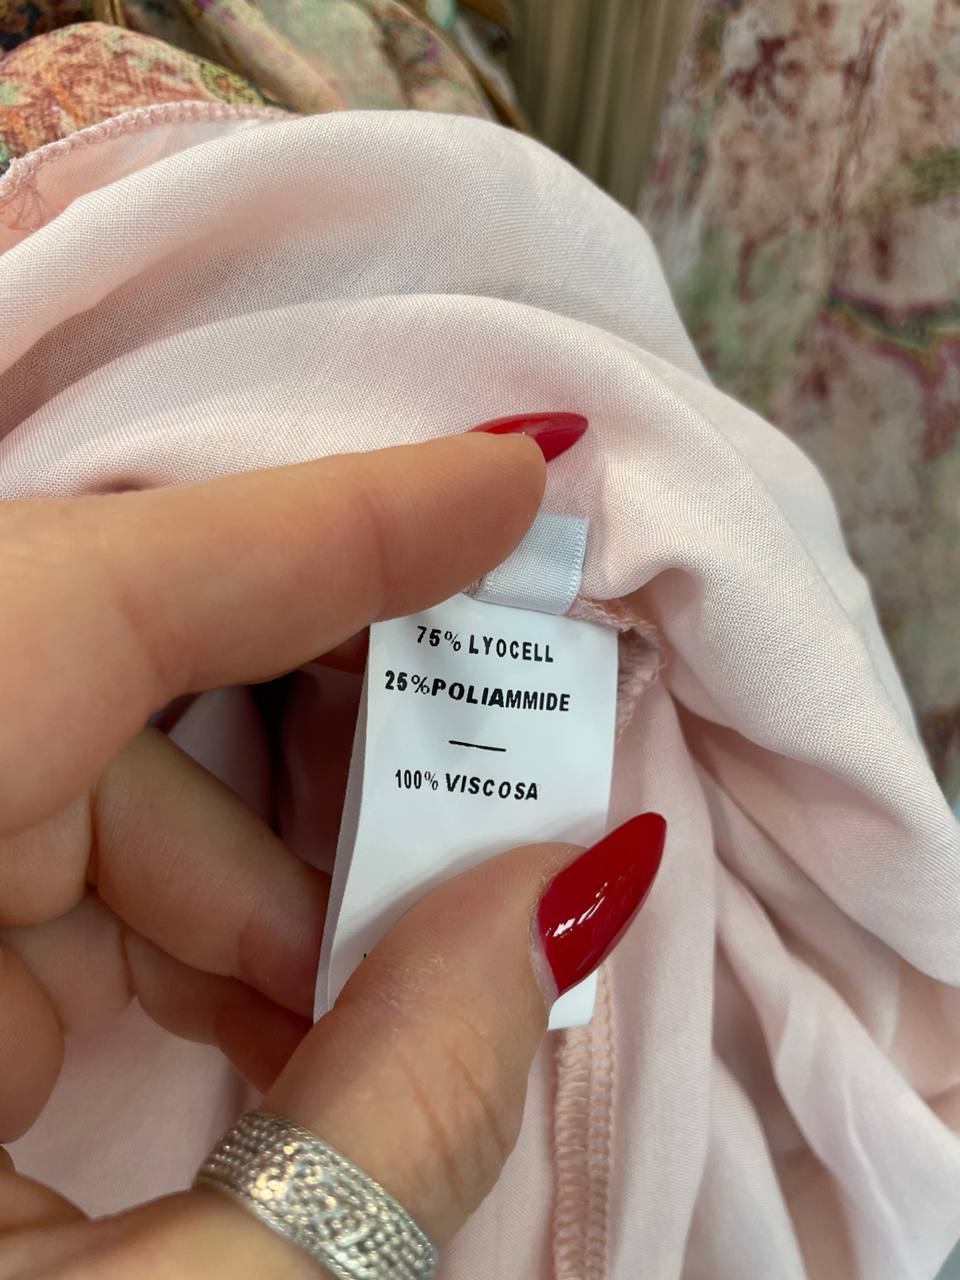 75% LYOCELL
25%POLIAMMIDE
100% VISCOSA